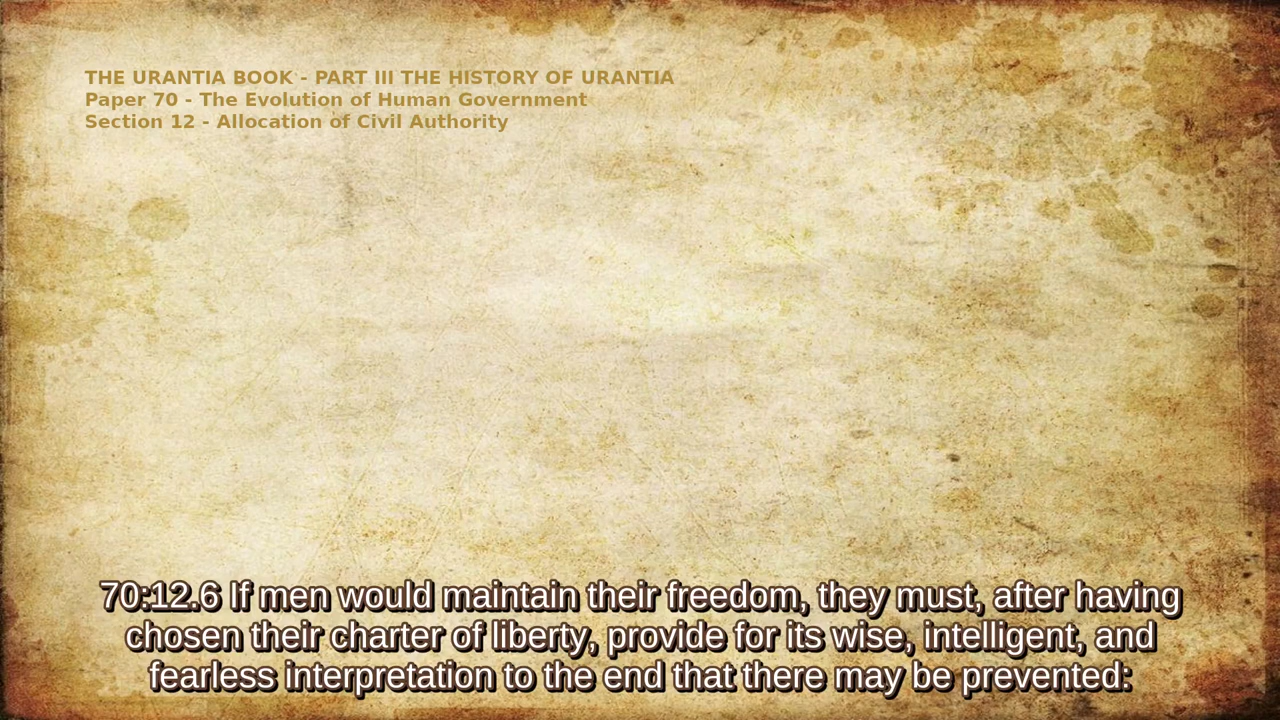 THE URANTIA BOOK - PART III THE HISTORY OF URANTIA
Paper 70 - The Evolution of Human Government
Section 12 - Allocation of Civil Authority
70:12.6 If men would maintain their freedom, they must, after having
chosen their charter of liberty, provide for its wise, intelligent, and
fearless interpretation to the end that there may be prevented: